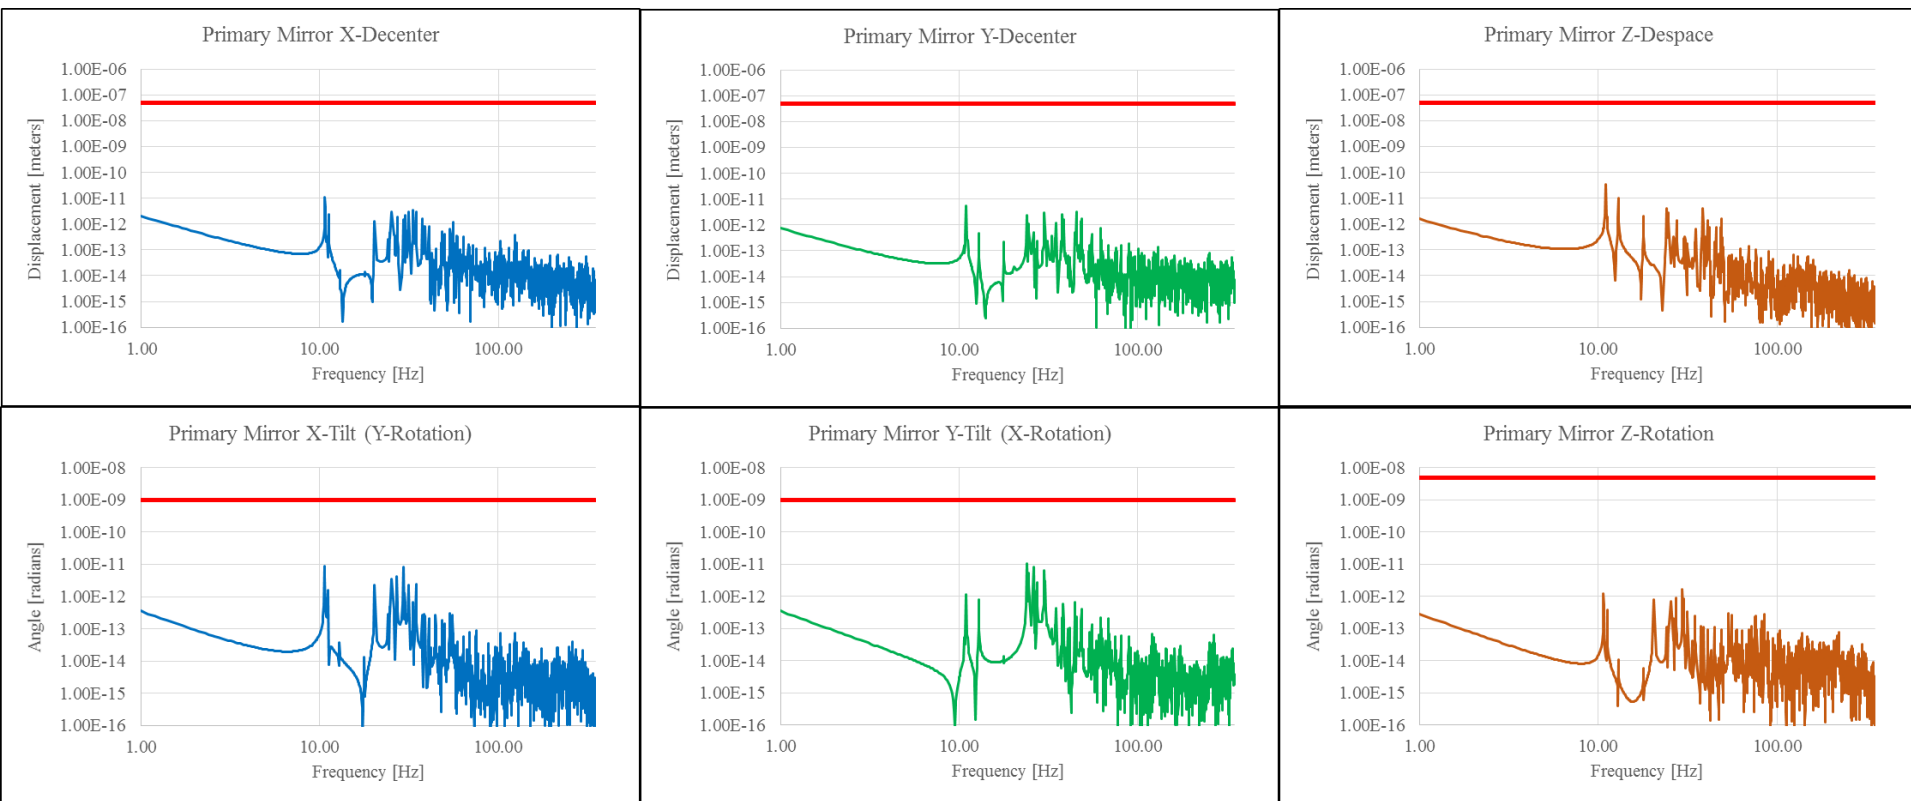 Primary Mirror X-Decenter
1.00E-06
1.00E-07
1.00E-08
1.00E-09
1.00E-10
1.00E-11
1.00E-12
1.00E-13
1.00E-14
1.00E-15
1.00E-16
Displacement [meters]
1.00
10.00
100.00
Frequency [Hz]
Primary Mirror Y-Decenter
1.00E-06
1.00E-07
1.00E-08
1.00E-09
1.00E-10
1.00E-11
1.00E-12
1.00E-13
1.00E-14
1.00E-15
1.00E-16
Displacement [meters]
1.00
10.00
100.00
Frequency [Hz]
Primary Mirror Z-Despace
1.00E-06
1.00E-07
1.00E-08
1.00E-09
1.00E-10
1.00E-11
1.00E-12
1.00E-13
1.00E-14
1.00E-15
1.00E-16
Displacement [meters]
1.00
10.00
100.00
Frequency [Hz]
Primary Mirror X-Tilt (Y-Rotation)
1.00E-08
1.00E-09
1.00E-10
1.00E-11
1.00E-12
1.00E-13
1.00E-14
1.00E-15
1.00E-16
Angle [radians]
1.00
10.00
100.00
Frequency [Hz]
Primary Mirror Y-Tilt (X-Rotation)
1.00E-08
1.00E-09
1.00E-10
1.00E-11
1.00E-12
1.00E-13
1.00E-14
1.00E-15
1.00E-16
Angle [radians]
1.00
10.00
100.00
Frequency [Hz]
Primary Mirror Z-Rotation
1.00E-08
1.00E-09
1.00E-10
1.00E-11
1.00E-12
1.00E-13
1.00E-14
1.00E-15
1.00E-16
Angle [radians]
1.00
10.00
100.00
Frequency [Hz]